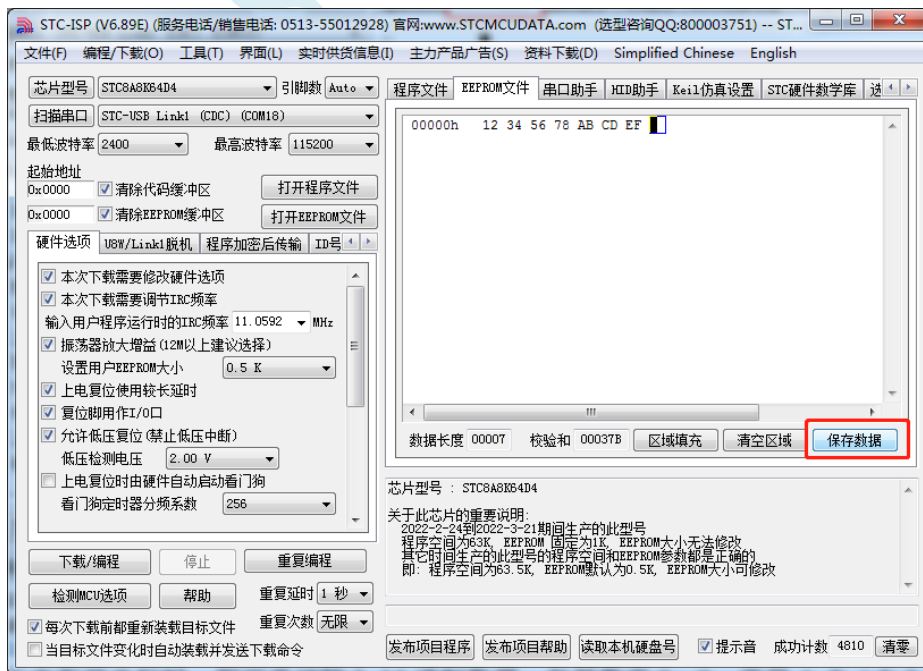 STC-ISP (V6.89E) (服务电话/销售电话: 0513-55012928) 官网:www.STCMCUDATA.com (选型咨询QQ:800003751) -- ST...
文件(F) 编程/下载(O) 工具(T) 界面(L) 实时供货信息(I) 主力产品广告(S) 资料下载(D) Simplified Chinese English
芯片型号 STC8A8K64D4 引脚数 Auto
扫描串口 STC-USB Link1 (CDC) (COM18)
最低波特率 2400 最高波特率 115200
起始地址
0x0000 清除代码缓冲区 打开程序文件
0x0000 清除EEPROM缓冲区 打开EEPROM文件
硬件选项 U8W/Link1脱机 程序加密后传输 ID号
本次下载需要修改硬件选项
本次下载需要调节IRC频率
输入用户程序运行时的IRC频率 11.0592 MHz
振荡器放大增益(12M以上建议选择)
设置用户EEPROM大小 0.5 K
上电复位使用较长延时
复位脚用作I/O口
允许低压复位(禁止低压中断)
低压检测电压 2.00 V
上电复位时由硬件自动启动看门狗
看门狗定时器分频系数 256
下载/编程 停止 重复编程
检测MCU选项 帮助 重复延时 1 秒
每次下载前都重新装载目标文件 重复次数 无限
当目标文件变化时自动装载并发送下载命令
程序文件 EEPROM文件 串口助手 HID助手 Keil仿真设置 STC硬件数学库 选
00000h 12 34 56 78 AB CD EF
数据长度 00007 校验和 00037B 区域填充 清空区域 保存数据
芯片型号 : STC8A8K64D4
关于此芯片的重要说明:
2022-2-24到2022-3-21期间生产的此型号
程序空间为63K, EEPROM 固定为1K, EEPROM大小无法修改
其它时间生产的此型号的程序空间和EEPROM参数都是正确的
即: 程序空间为63.5K, EEPROM默认为0.5K, EEPROM大小可修改
发布项目程序 发布项目帮助 读取本机硬盘号 提示音 成功计数 4810 清零